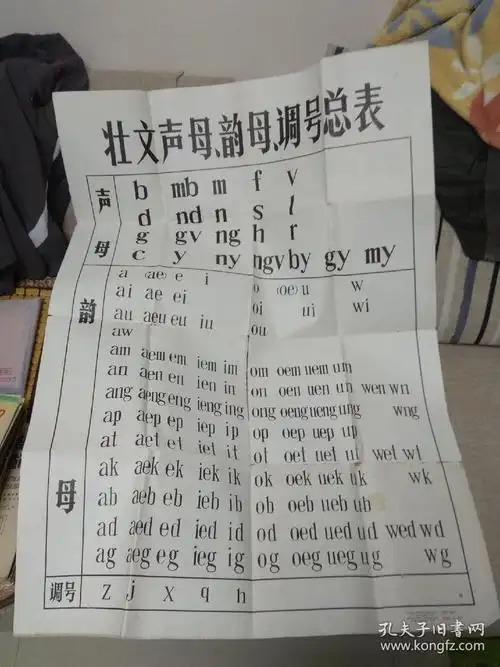 壮文声母、韵母、调号总表
声母
b mb m f v
d nd n s l
g gv ng h r
c y ny ngv by gy my
韵母
a (ae) e i o (oe) u w
ai ae ei oi ui wi
au aeu eu iu ou
aw
am aem em iem im om oem uem um
an aen en ien in on oen uen un wen wn
ang aeng eng ieng ing ong oeng ueng ung wng
ap aep ep iep ip op oep uep up
at aet et iet it ot oet uet ut wet wt
ak aek ek iek ik ok oek uek uk wk
ab aeb eb ieb ib ob oeb ueb ub
ad aed ed ied id od oed ued ud wed wd
ag aeg eg ieg ig og oeg ueg ug wg
调号 z j x q h
孔夫子旧书网
www.kongfz.com